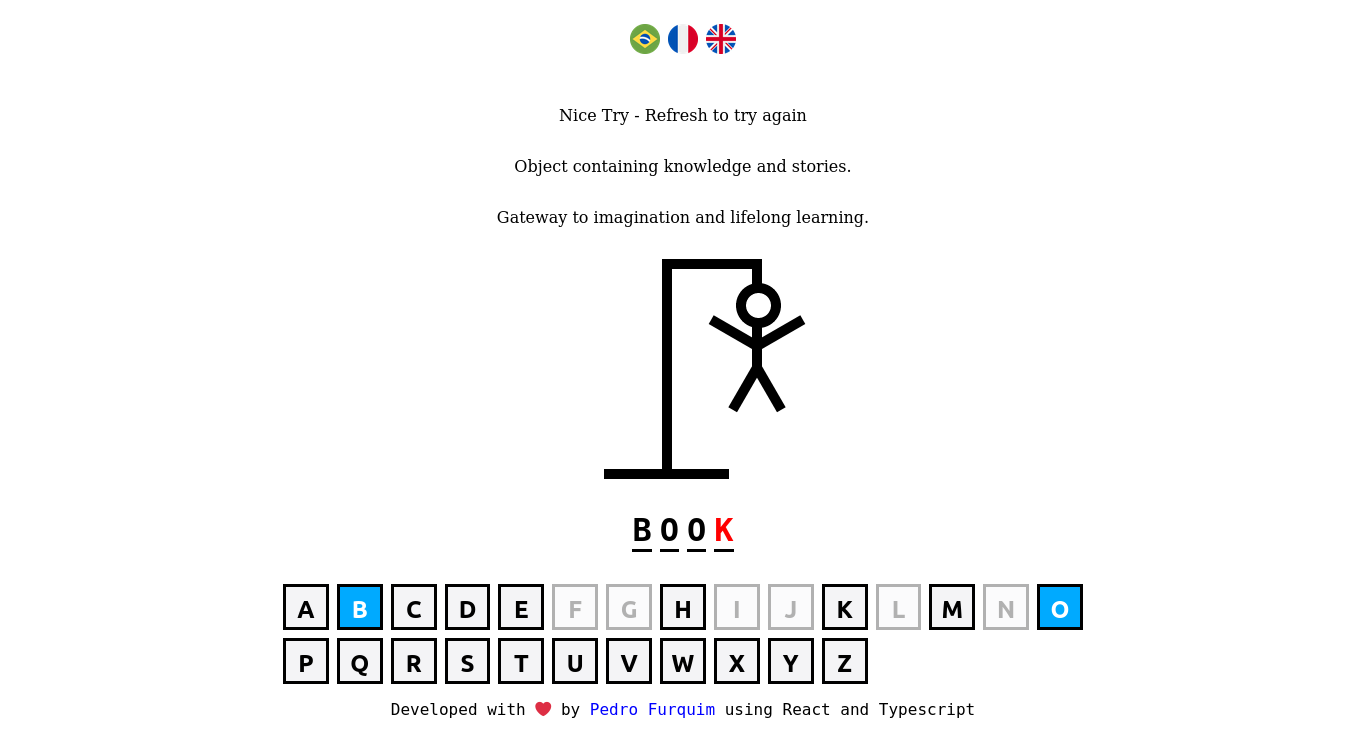 Nice Try - Refresh to try again
Object containing knowledge and stories.
Gateway to imagination and lifelong learning.
B O O K
A B C D E F G H I J K L M N O
P Q R S T U V W X Y Z
Developed with ❤ by Pedro Furquim using React and Typescript